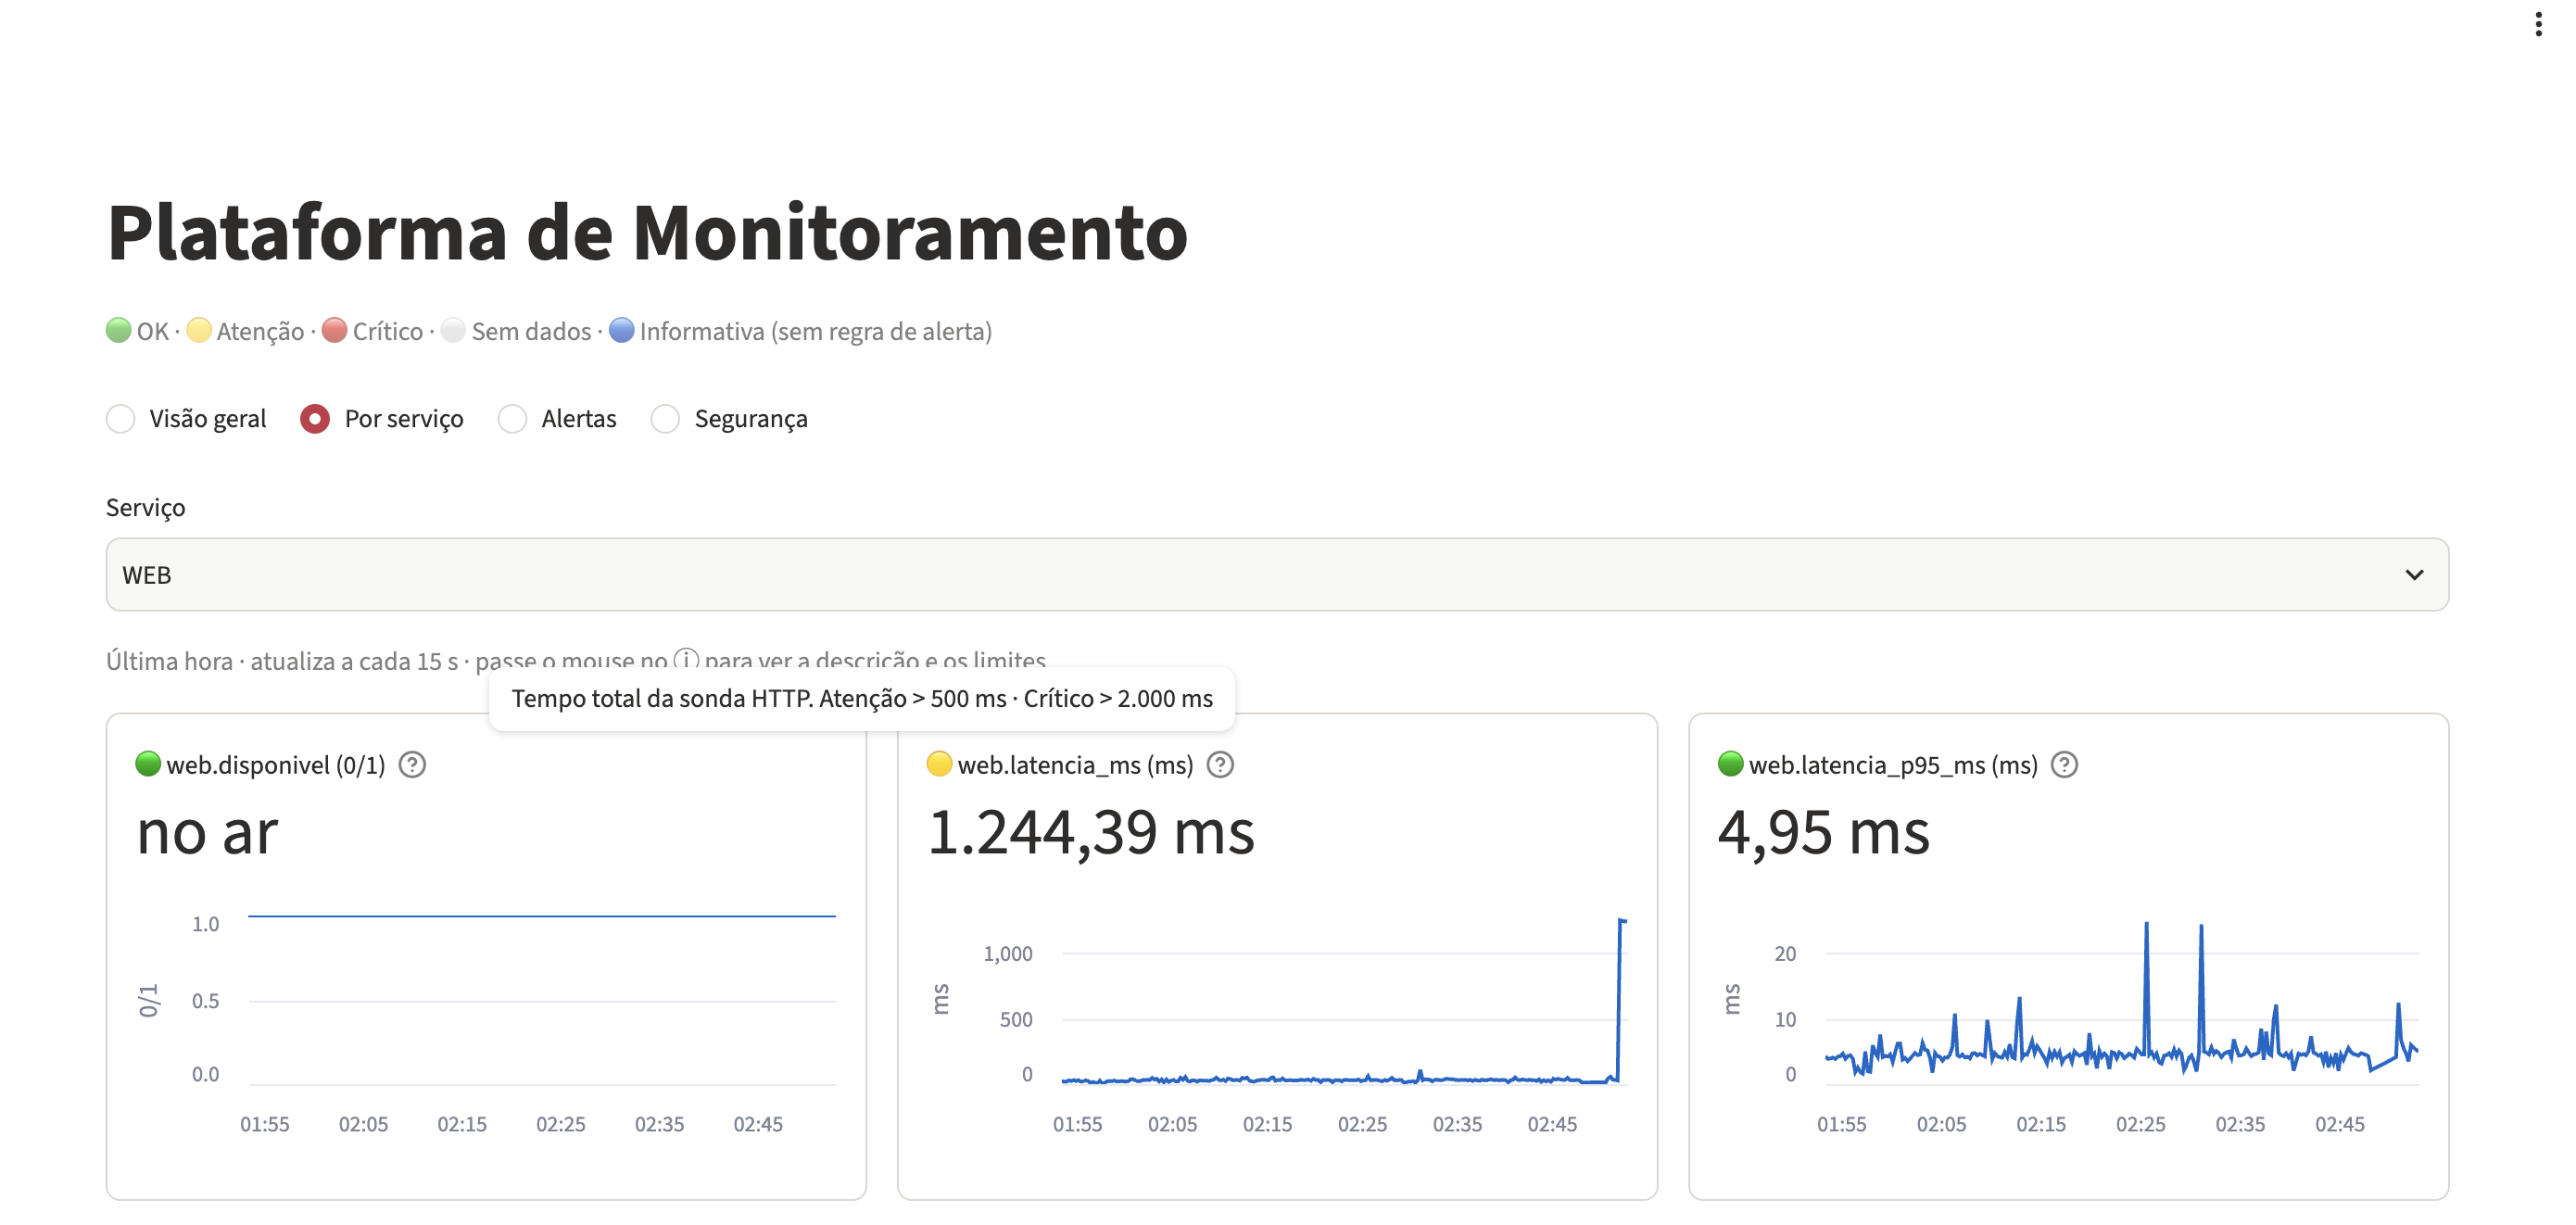 Plataforma de Monitoramento
OK · Atenção · Crítico · Sem dados · Informativa (sem regra de alerta)
Visão geral Por serviço Alertas Segurança
Serviço
WEB
Última hora · atualiza a cada 15 s · passe o mouse no ⓘ para ver a descrição e os limites
Tempo total da sonda HTTP. Atenção > 500 ms · Crítico > 2.000 ms
web.disponivel (0/1) ?
no ar
1.0
0.5
0.0
0/1
01:55 02:05 02:15 02:25 02:35 02:45
web.latencia_ms (ms) ?
1.244,39 ms
1,000
500
0
ms
01:55 02:05 02:15 02:25 02:35 02:45
web.latencia_p95_ms (ms) ?
4,95 ms
20
10
0
ms
01:55 02:05 02:15 02:25 02:35 02:45